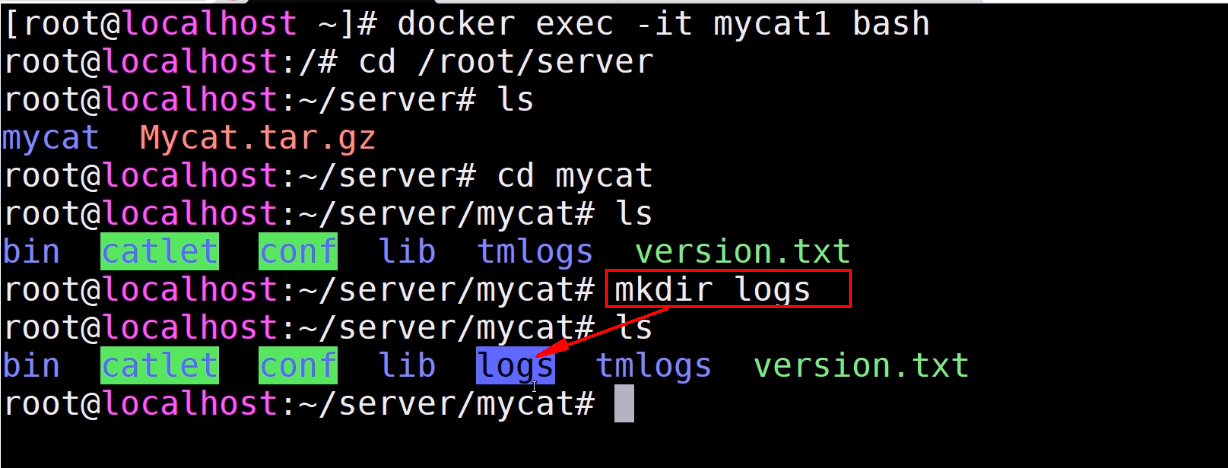 [root@localhost ~]# docker exec -it mycat1 bash
root@localhost:/# cd /root/server
root@localhost:~/server# ls
mycat  Mycat.tar.gz
root@localhost:~/server# cd mycat
root@localhost:~/server/mycat# ls
bin  catlet  conf  lib  tmlogs  version.txt
root@localhost:~/server/mycat# mkdir logs
root@localhost:~/server/mycat# ls
bin  catlet  conf  lib  logs  tmlogs  version.txt
root@localhost:~/server/mycat#